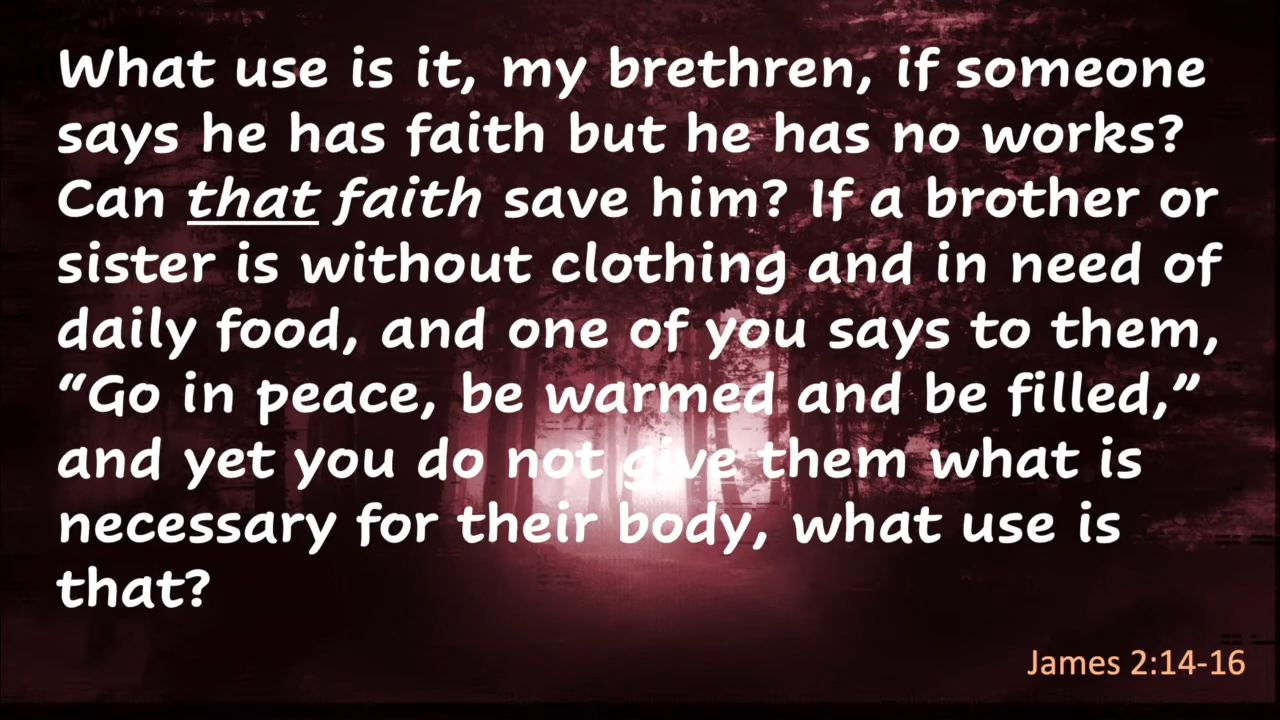 What use is it, my brethren, if someone
says he has faith but he has no works?
Can that faith save him? If a brother or
sister is without clothing and in need of
daily food, and one of you says to them,
“Go in peace, be warmed and be filled,”
and yet you do not give them what is
necessary for their body, what use is
that?
James 2:14-16